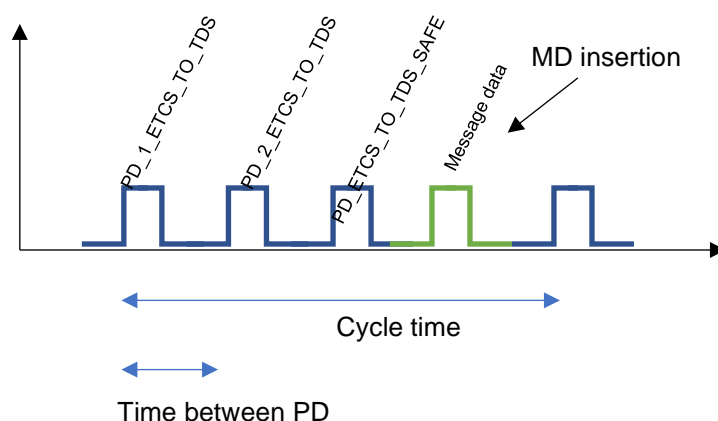 PD_1_ETCS_TO_TDS
PD_2_ETCS_TO_TDS
PD_ETCS_TO_TDS_SAFE
Message data
MD insertion
Cycle time
Time between PD